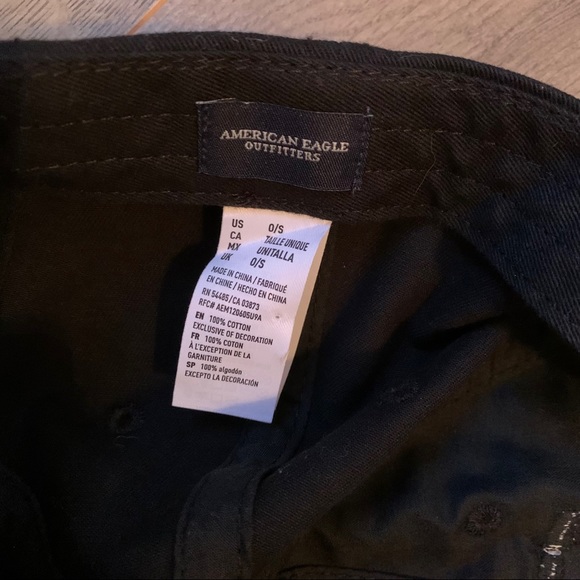 AMERICAN EAGLE
OUTFITTERS
US O/S
CA TAILLE UNIQUE
MX UNITALLA
UK O/S
MADE IN CHINA / FABRIQUÉ
EN CHINE / HECHO EN CHINA
RN 54485/CA 03873
RFC# AEM120605U9A
EN 100% COTTON
EXCLUSIVE OF DECORATION
FR 100% COTON
À L'EXCEPTION DE LA
GARNITURE
SP 100% algodón
EXCEPTO LA DECORACIÓN